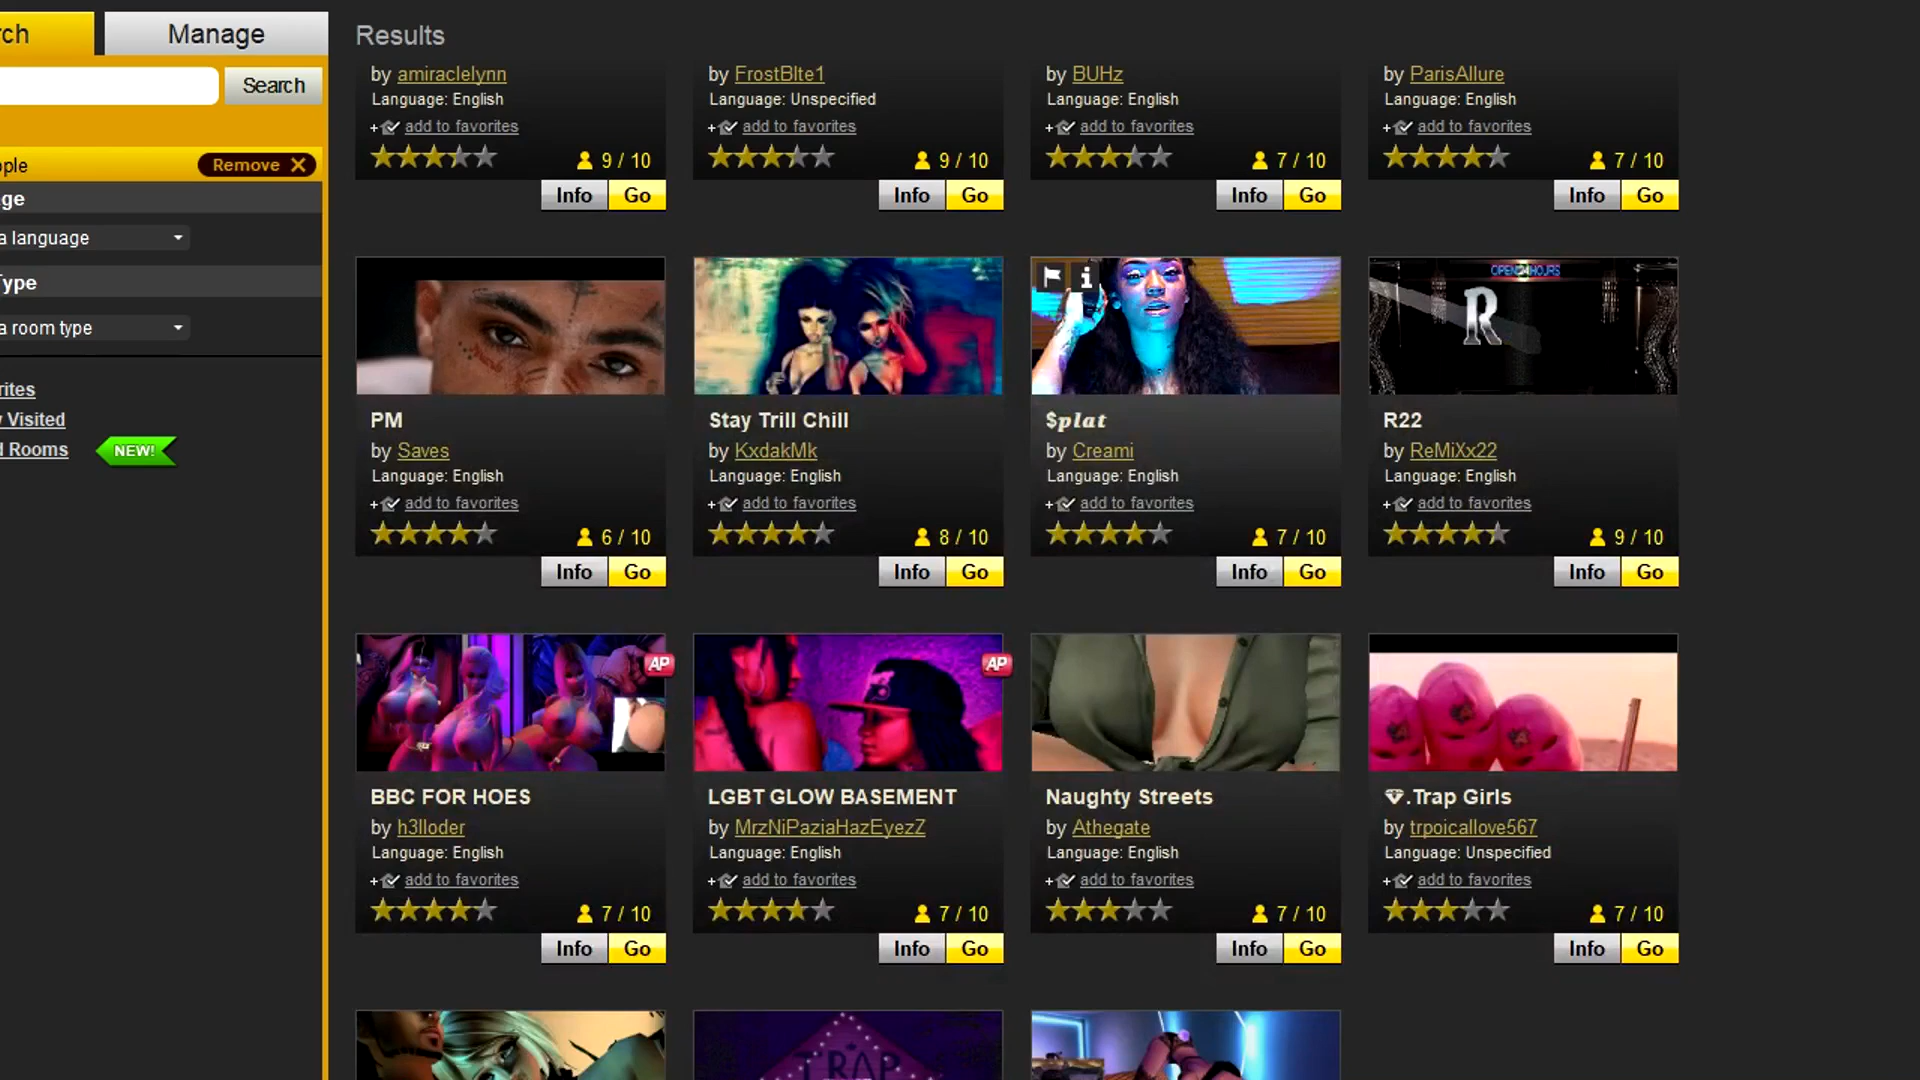 ch
Manage
Results
Search
by amiraclelynn
Language: English
add to favorites
9 / 10
Info
Go
by FrostBlte1
Language: Unspecified
add to favorites
9 / 10
Info
Go
by BUHz
Language: English
add to favorites
7 / 10
Info
Go
by ParisAllure
Language: English
add to favorites
7 / 10
Info
Go
ople
Remove X
ge
a language
ype
a room type
rites
Visited
d Rooms
NEW!
PM
by Saves
Language: English
add to favorites
6 / 10
Info
Go
Stay Trill Chill
by KxdakMk
Language: English
add to favorites
8 / 10
Info
Go
$plat
by Creami
Language: English
add to favorites
7 / 10
Info
Go
OPEN 24 HOURS
R
R22
by ReMiXx22
Language: English
add to favorites
9 / 10
Info
Go
AP
BBC FOR HOES
by h3lloder
Language: English
add to favorites
7 / 10
Info
Go
AP
LGBT GLOW BASEMENT
by MrzNiPaziaHazEyezZ
Language: English
add to favorites
7 / 10
Info
Go
Naughty Streets
by Athegate
Language: English
add to favorites
7 / 10
Info
Go
.Trap Girls
by trpoicallove567
Language: Unspecified
add to favorites
7 / 10
Info
Go
TRAP